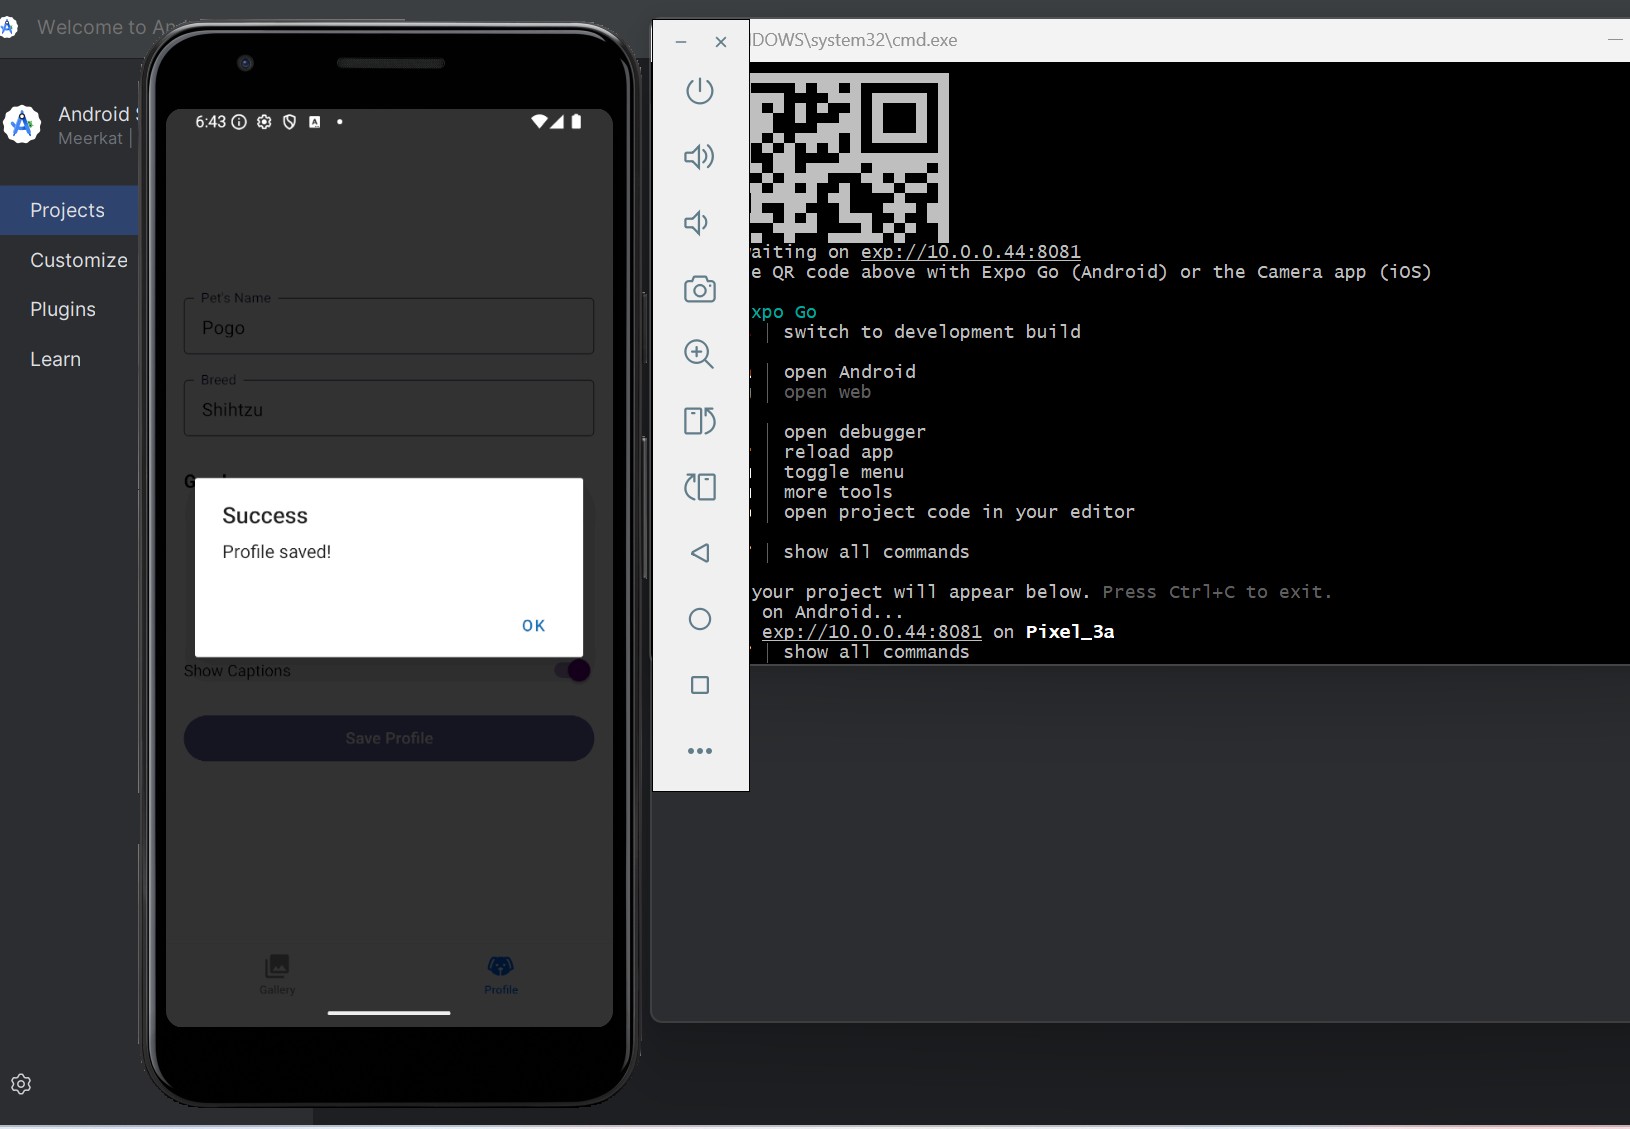 Welcome to An
Android S
Meerkat |
Projects
Customize
Plugins
Learn
6:43
Pet's Name
Pogo
Breed
Shihtzu
Success
Profile saved!
OK
Show Captions
Save Profile
Gallery
Profile
DOWS\system32\cmd.exe
aiting on exp://10.0.0.44:8081
e QR code above with Expo Go (Android) or the Camera app (iOS)
xpo Go
│ switch to development build
│ open Android
│ open web
│ open debugger
│ reload app
│ toggle menu
│ more tools
│ open project code in your editor
│ show all commands
your project will appear below. Press Ctrl+C to exit.
on Android...
exp://10.0.0.44:8081 on Pixel_3a
│ show all commands